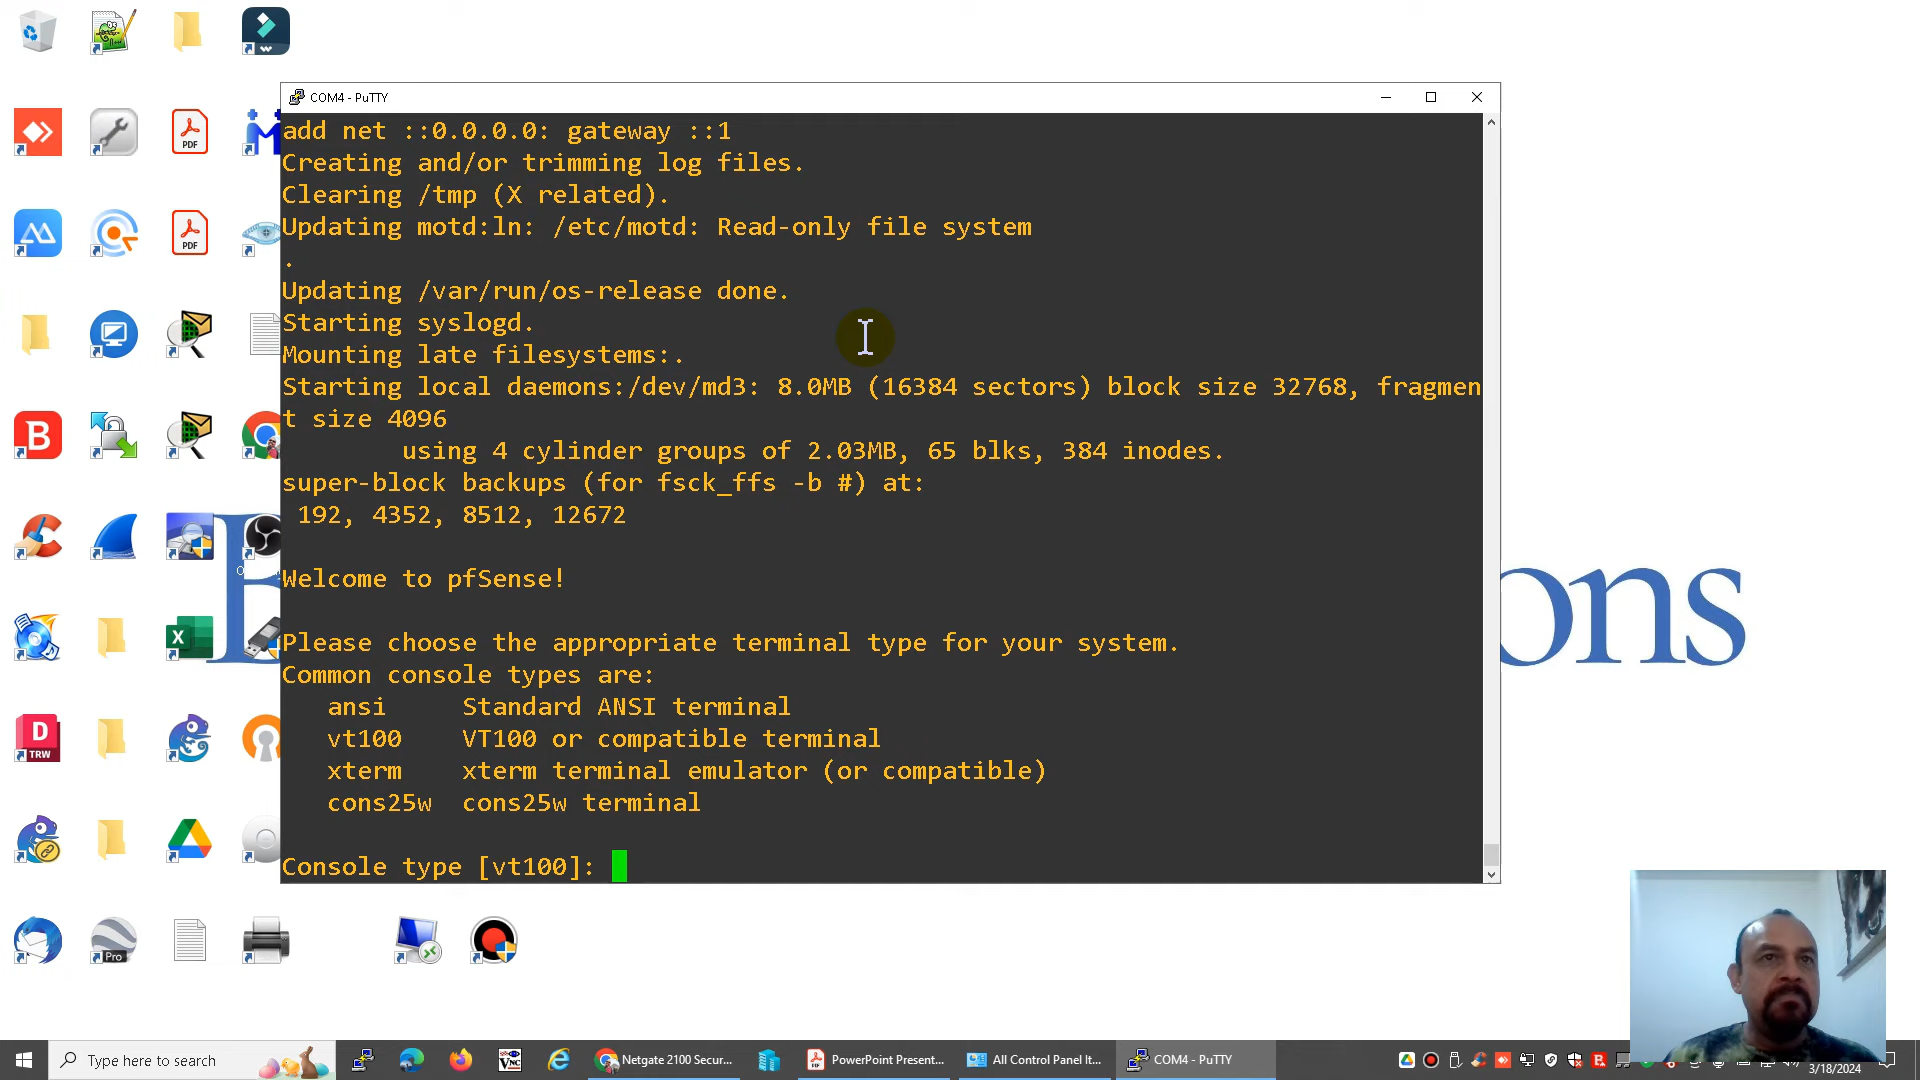 COM4 - PuTTY
add net ::0.0.0.0: gateway ::1
Creating and/or trimming log files.
Clearing /tmp (X related).
Updating motd:ln: /etc/motd: Read-only file system
.
Updating /var/run/os-release done.
Starting syslogd.
Mounting late filesystems:.
Starting local daemons:/dev/md3: 8.0MB (16384 sectors) block size 32768, fragmen
t size 4096
using 4 cylinder groups of 2.03MB, 65 blks, 384 inodes.
super-block backups (for fsck_ffs -b #) at:
192, 4352, 8512, 12672
Welcome to pfSense!
Please choose the appropriate terminal type for your system.
Common console types are:
ansi Standard ANSI terminal
vt100 VT100 or compatible terminal
xterm xterm terminal emulator (or compatible)
cons25w cons25w terminal
Console type [vt100]:
ons
PDF
PDF
B
X
D
TRW
Pro
Type here to search
VNC
Netgate 2100 Secur...
PowerPoint Present...
All Control Panel It...
COM4 - PuTTY
3/18/2024